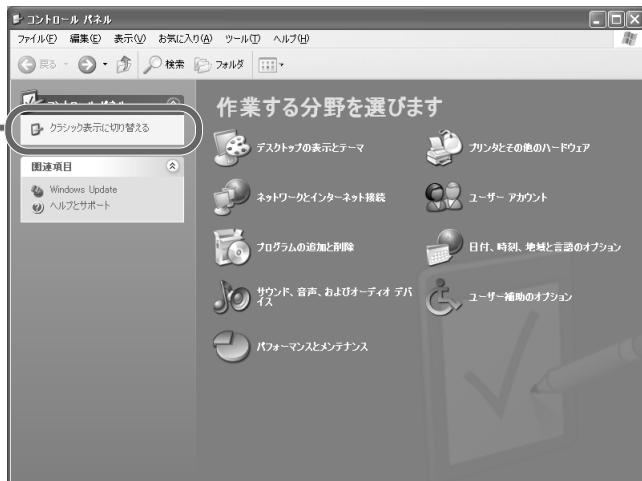 コントロール パネル
ファイル(F) 編集(E) 表示(V) お気に入り(A) ツール(T) ヘルプ(H)
戻る 検索 フォルダ
コントロール パネル
クラシック表示に切り替える
関連項目
Windows Update
ヘルプとサポート
作業する分野を選びます
デスクトップの表示とテーマ
プリンタとその他のハードウェア
ネットワークとインターネット接続
ユーザー アカウント
プログラムの追加と削除
日付、時刻、地域と言語のオプション
サウンド、音声、およびオーディオ デバ
イス
ユーザー補助のオプション
パフォーマンスとメンテナンス